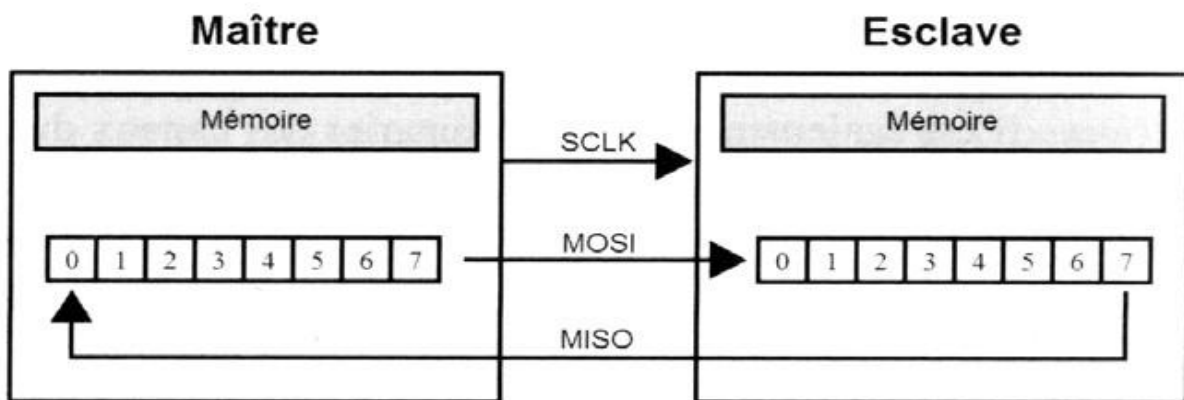 Maître Esclave
Mémoire Mémoire
SCLK
0 1 2 3 4 5 6 7 MOSI 0 1 2 3 4 5 6 7
MISO